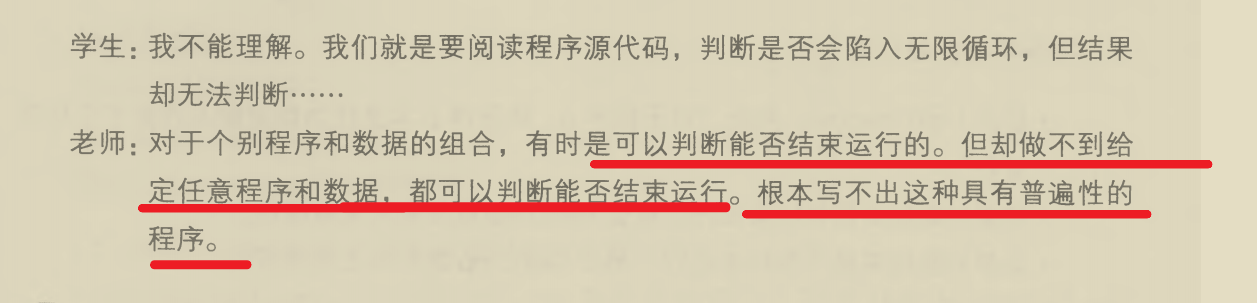 学生：我不能理解。我们就是要阅读程序源代码，判断是否会陷入无限循环，但结果
却无法判断……
老师：对于个别程序和数据的组合，有时是可以判断能否结束运行的。但却做不到给
定任意程序和数据，都可以判断能否结束运行。根本写不出这种具有普遍性的
程序。